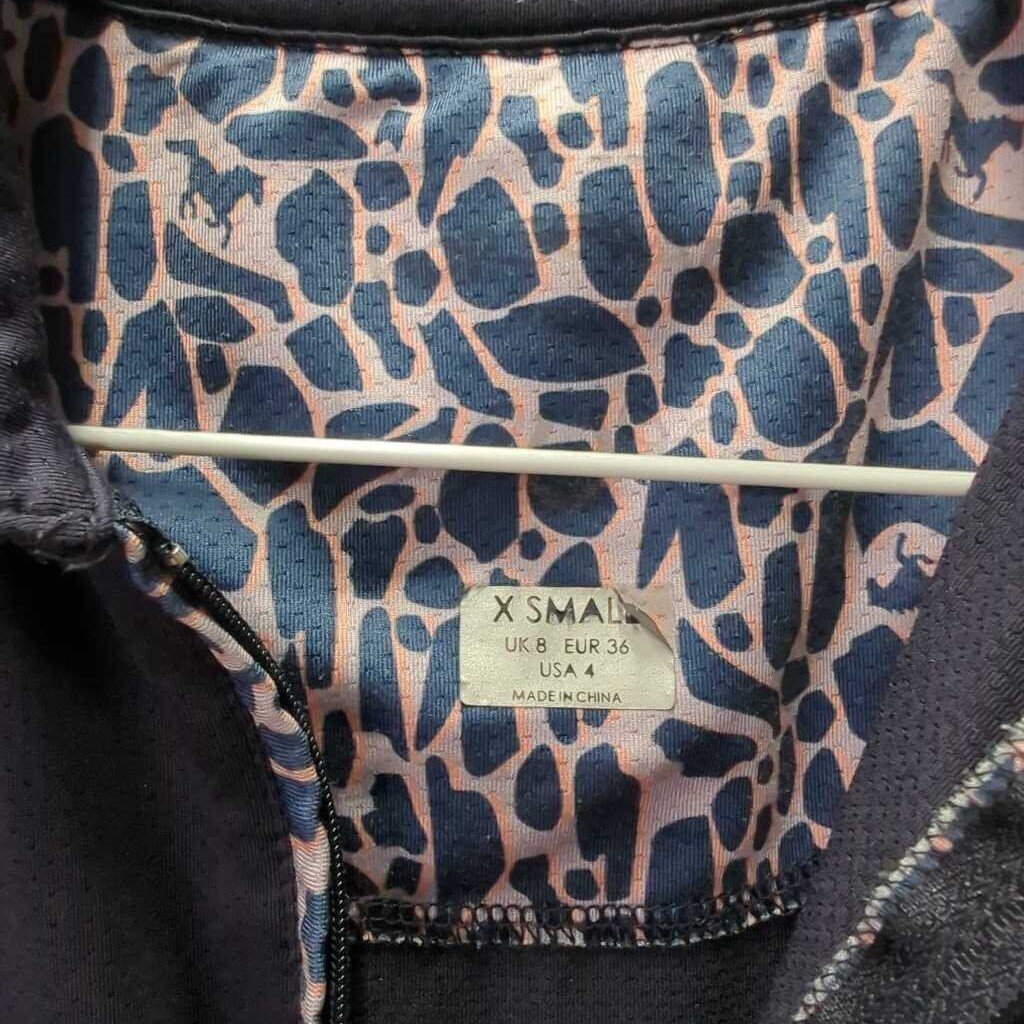 X SMALL
UK 8 EUR 36
USA 4
MADE IN CHINA